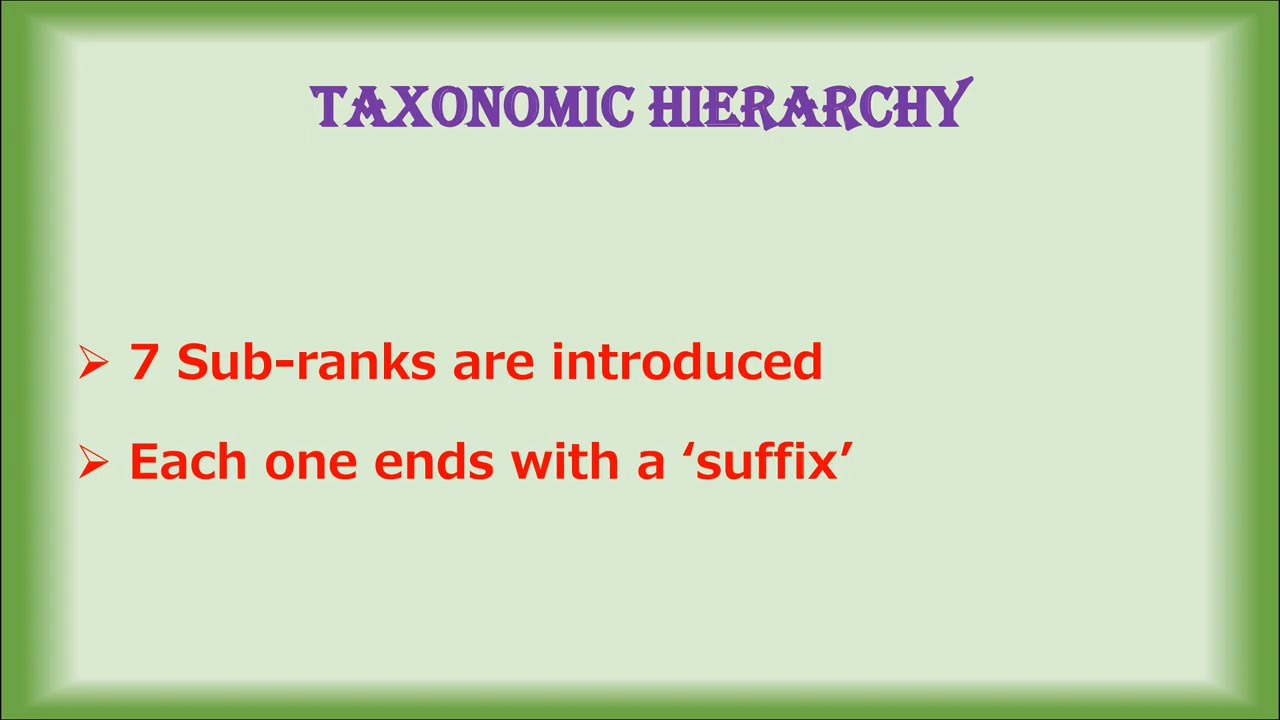 TAXONOMIC HIERARCHY
➢ 7 Sub-ranks are introduced
➢ Each one ends with a ‘suffix’